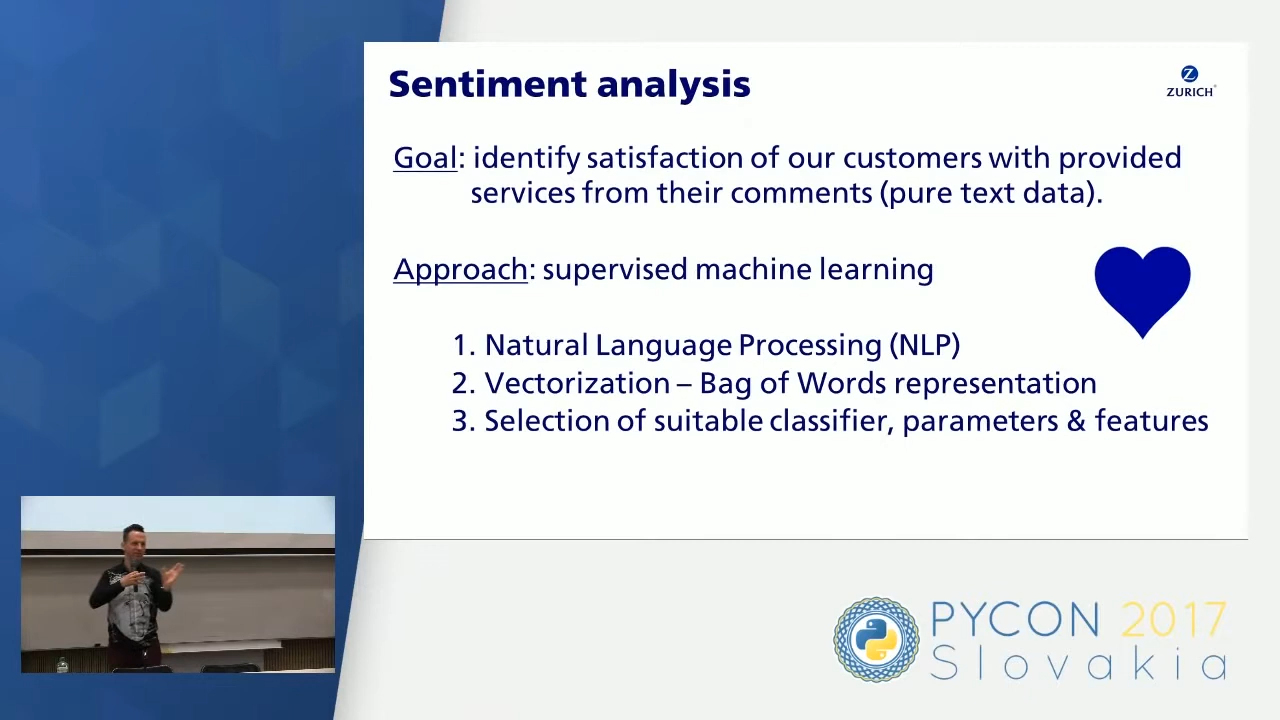 Sentiment analysis
Z
ZURICH
Goal: identify satisfaction of our customers with provided
services from their comments (pure text data).
Approach: supervised machine learning
1. Natural Language Processing (NLP)
2. Vectorization – Bag of Words representation
3. Selection of suitable classifier, parameters & features
PYCON 2017
Slovakia